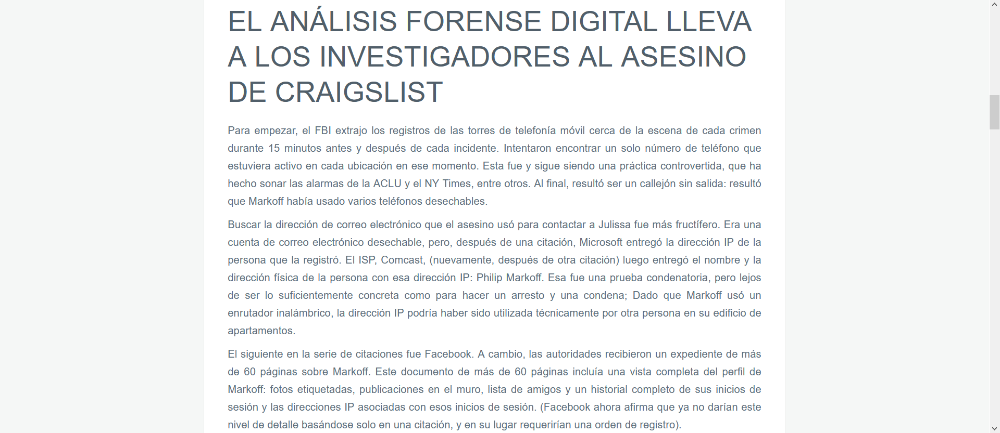 EL ANÁLISIS FORENSE DIGITAL LLEVA
A LOS INVESTIGADORES AL ASESINO
DE CRAIGSLIST
Para empezar, el FBI extrajo los registros de las torres de telefonía móvil cerca de la escena de cada crimen
durante 15 minutos antes y después de cada incidente. Intentaron encontrar un solo número de teléfono que
estuviera activo en cada ubicación en ese momento. Esta fue y sigue siendo una práctica controvertida, que ha
hecho sonar las alarmas de la ACLU y el NY Times, entre otros. Al final, resultó ser un callejón sin salida: resultó
que Markoff había usado varios teléfonos desechables.
Buscar la dirección de correo electrónico que el asesino usó para contactar a Julissa fue más fructífero. Era una
cuenta de correo electrónico desechable, pero, después de una citación, Microsoft entregó la dirección IP de la
persona que la registró. El ISP, Comcast, (nuevamente, después de otra citación) luego entregó el nombre y la
dirección física de la persona con esa dirección IP: Philip Markoff. Esa fue una prueba condenatoria, pero lejos
de ser lo suficientemente concreta como para hacer un arresto y una condena; Dado que Markoff usó un
enrutador inalámbrico, la dirección IP podría haber sido utilizada técnicamente por otra persona en su edificio de
apartamentos.
El siguiente en la serie de citaciones fue Facebook. A cambio, las autoridades recibieron un expediente de más
de 60 páginas sobre Markoff. Este documento de más de 60 páginas incluía una vista completa del perfil de
Markoff: fotos etiquetadas, publicaciones en el muro, lista de amigos y un historial completo de sus inicios de
sesión y las direcciones IP asociadas con esos inicios de sesión. (Facebook ahora afirma que ya no darían este
nivel de detalle basándose solo en una citación, y en su lugar requerirían una orden de registro).